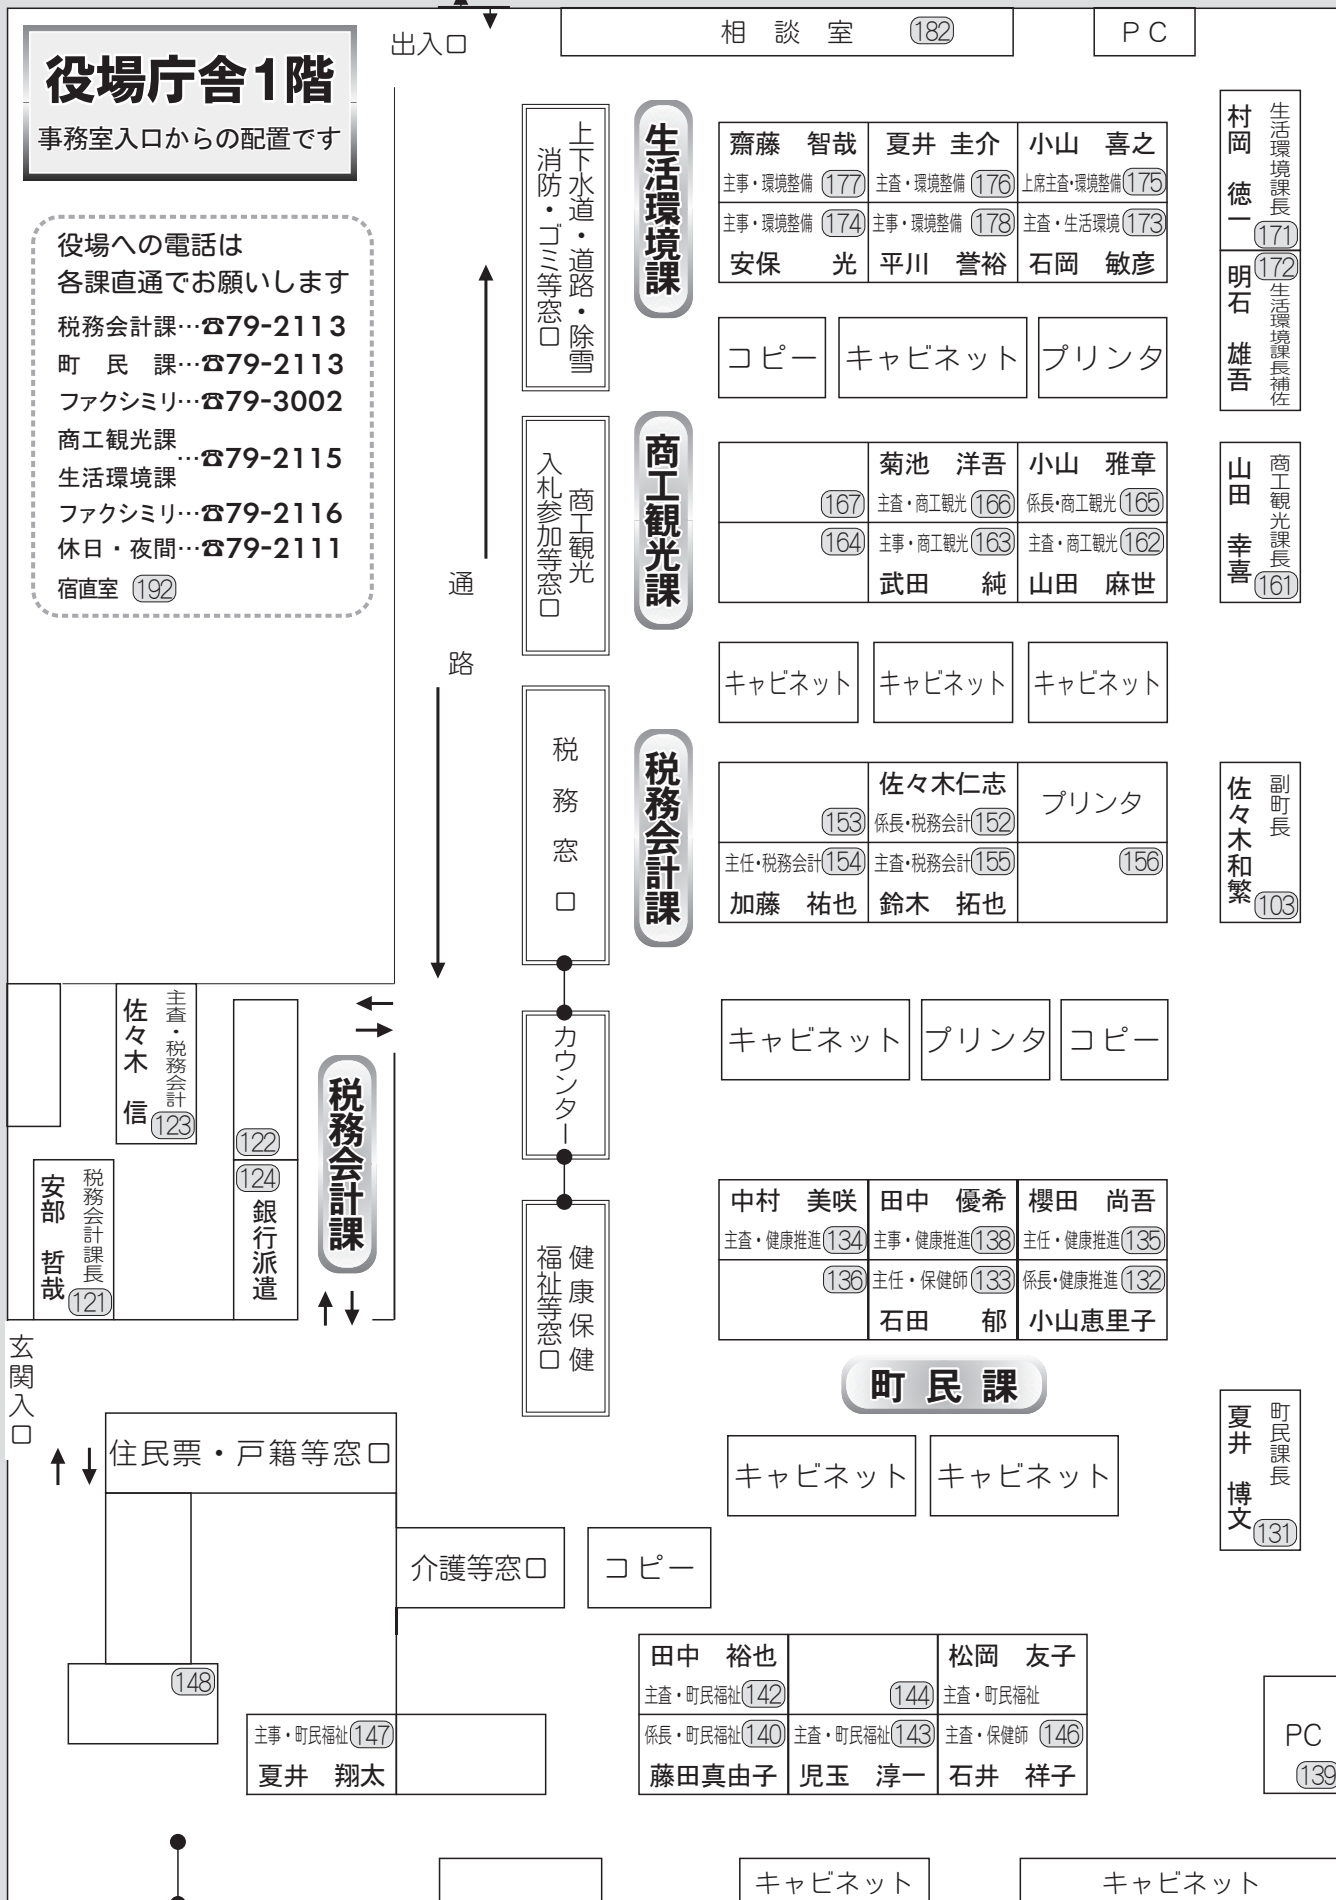 役場庁舎1階
事務室入口からの配置です
役場への電話は
各課直通でお願いします
税務会計課…☎79-2113
町　民　課…☎79-2113
ファクシミリ…☎79-3002
商工観光課
生活環境課
…☎79-2115
ファクシミリ…☎79-2116
休日・夜間…☎79-2111
宿直室 192
出入口
相談室 182
ＰＣ
上下水道・道路・除雪
消防・ゴミ等窓口
生活環境課
齋藤　智哉
主事・環境整備 177
夏井　圭介
主査・環境整備 176
小山　喜之
上席主査・環境整備 175
主事・環境整備 174
安保　光
主事・環境整備 178
平川　誉裕
主査・生活環境 173
石岡　敏彦
生活環境課長
村岡　徳一
171
172
生活環境課長補佐
明石　雄吾
コピー
キャビネット
プリンタ
通路
商工観光
入札参加等窓口
商工観光課
167
菊池　洋吾
主査・商工観光 166
小山　雅章
係長・商工観光 165
164
主事・商工観光 163
武田　純
主査・商工観光 162
山田　麻世
商工観光課長
山田　幸喜
161
キャビネット
キャビネット
キャビネット
税務窓口
税務会計課
153
佐々木仁志
係長・税務会計 152
プリンタ
主任・税務会計 154
加藤　祐也
主査・税務会計 155
鈴木　拓也
156
副町長
佐々木和繁
103
キャビネット
プリンタ
コピー
カウンター
主査・税務会計
佐々木　信
123
122
124
銀行派遣
税務会計課長
安部　哲哉
121
税務会計課
健康保健
福祉等窓口
中村　美咲
主査・健康推進 134
田中　優希
主事・健康推進 138
櫻田　尚吾
主任・健康推進 135
136
主任・保健師 133
石田　郁
係長・健康推進 132
小山恵里子
町民課
町民課長
夏井　博文
131
玄関入口
住民票・戸籍等窓口
キャビネット
キャビネット
介護等窓口
コピー
148
主事・町民福祉 147
夏井　翔太
田中　裕也
主査・町民福祉 142
144
松岡　友子
主査・町民福祉
係長・町民福祉 140
藤田真由子
主査・町民福祉 143
児玉　淳一
主査・保健師 146
石井　祥子
PC
139
キャビネット
キャビネット